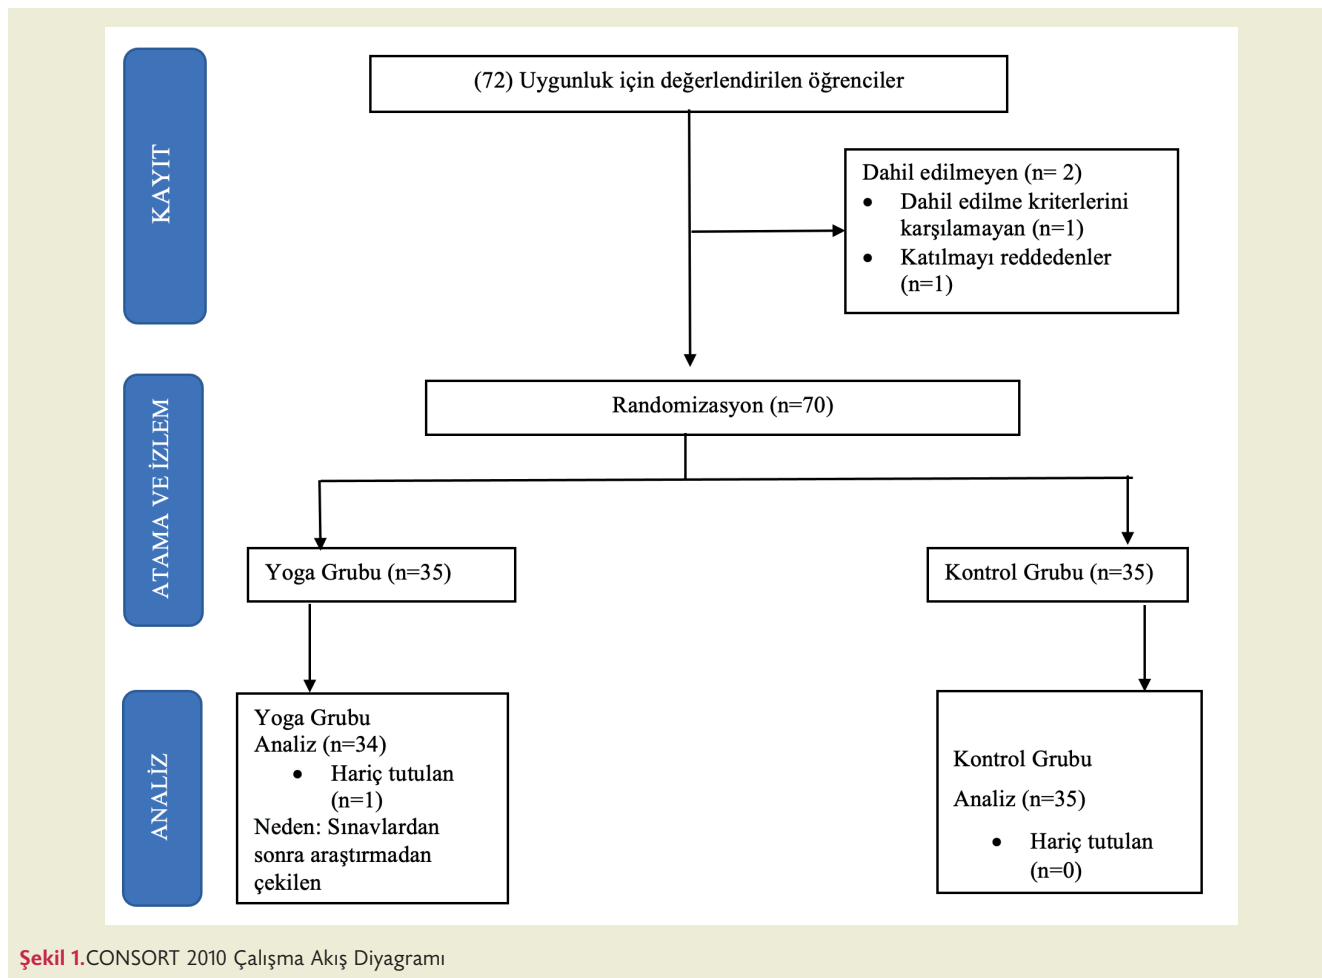 KAYIT
(72) Uygunluk için değerlendirilen öğrenciler
Dahil edilmeyen (n= 2)
• Dahil edilme kriterlerini
karşılamayan (n=1)
• Katılmayı reddedenler
(n=1)
ATAMA VE İZLEM
Randomizasyon (n=70)
Yoga Grubu (n=35)
Kontrol Grubu (n=35)
ANALİZ
Yoga Grubu
Analiz (n=34)
• Hariç tutulan
(n=1)
Neden: Sınavlardan
sonra araştırmadan
çekilen
Kontrol Grubu
Analiz (n=35)
• Hariç tutulan
(n=0)
Şekil 1.CONSORT 2010 Çalışma Akış Diyagramı